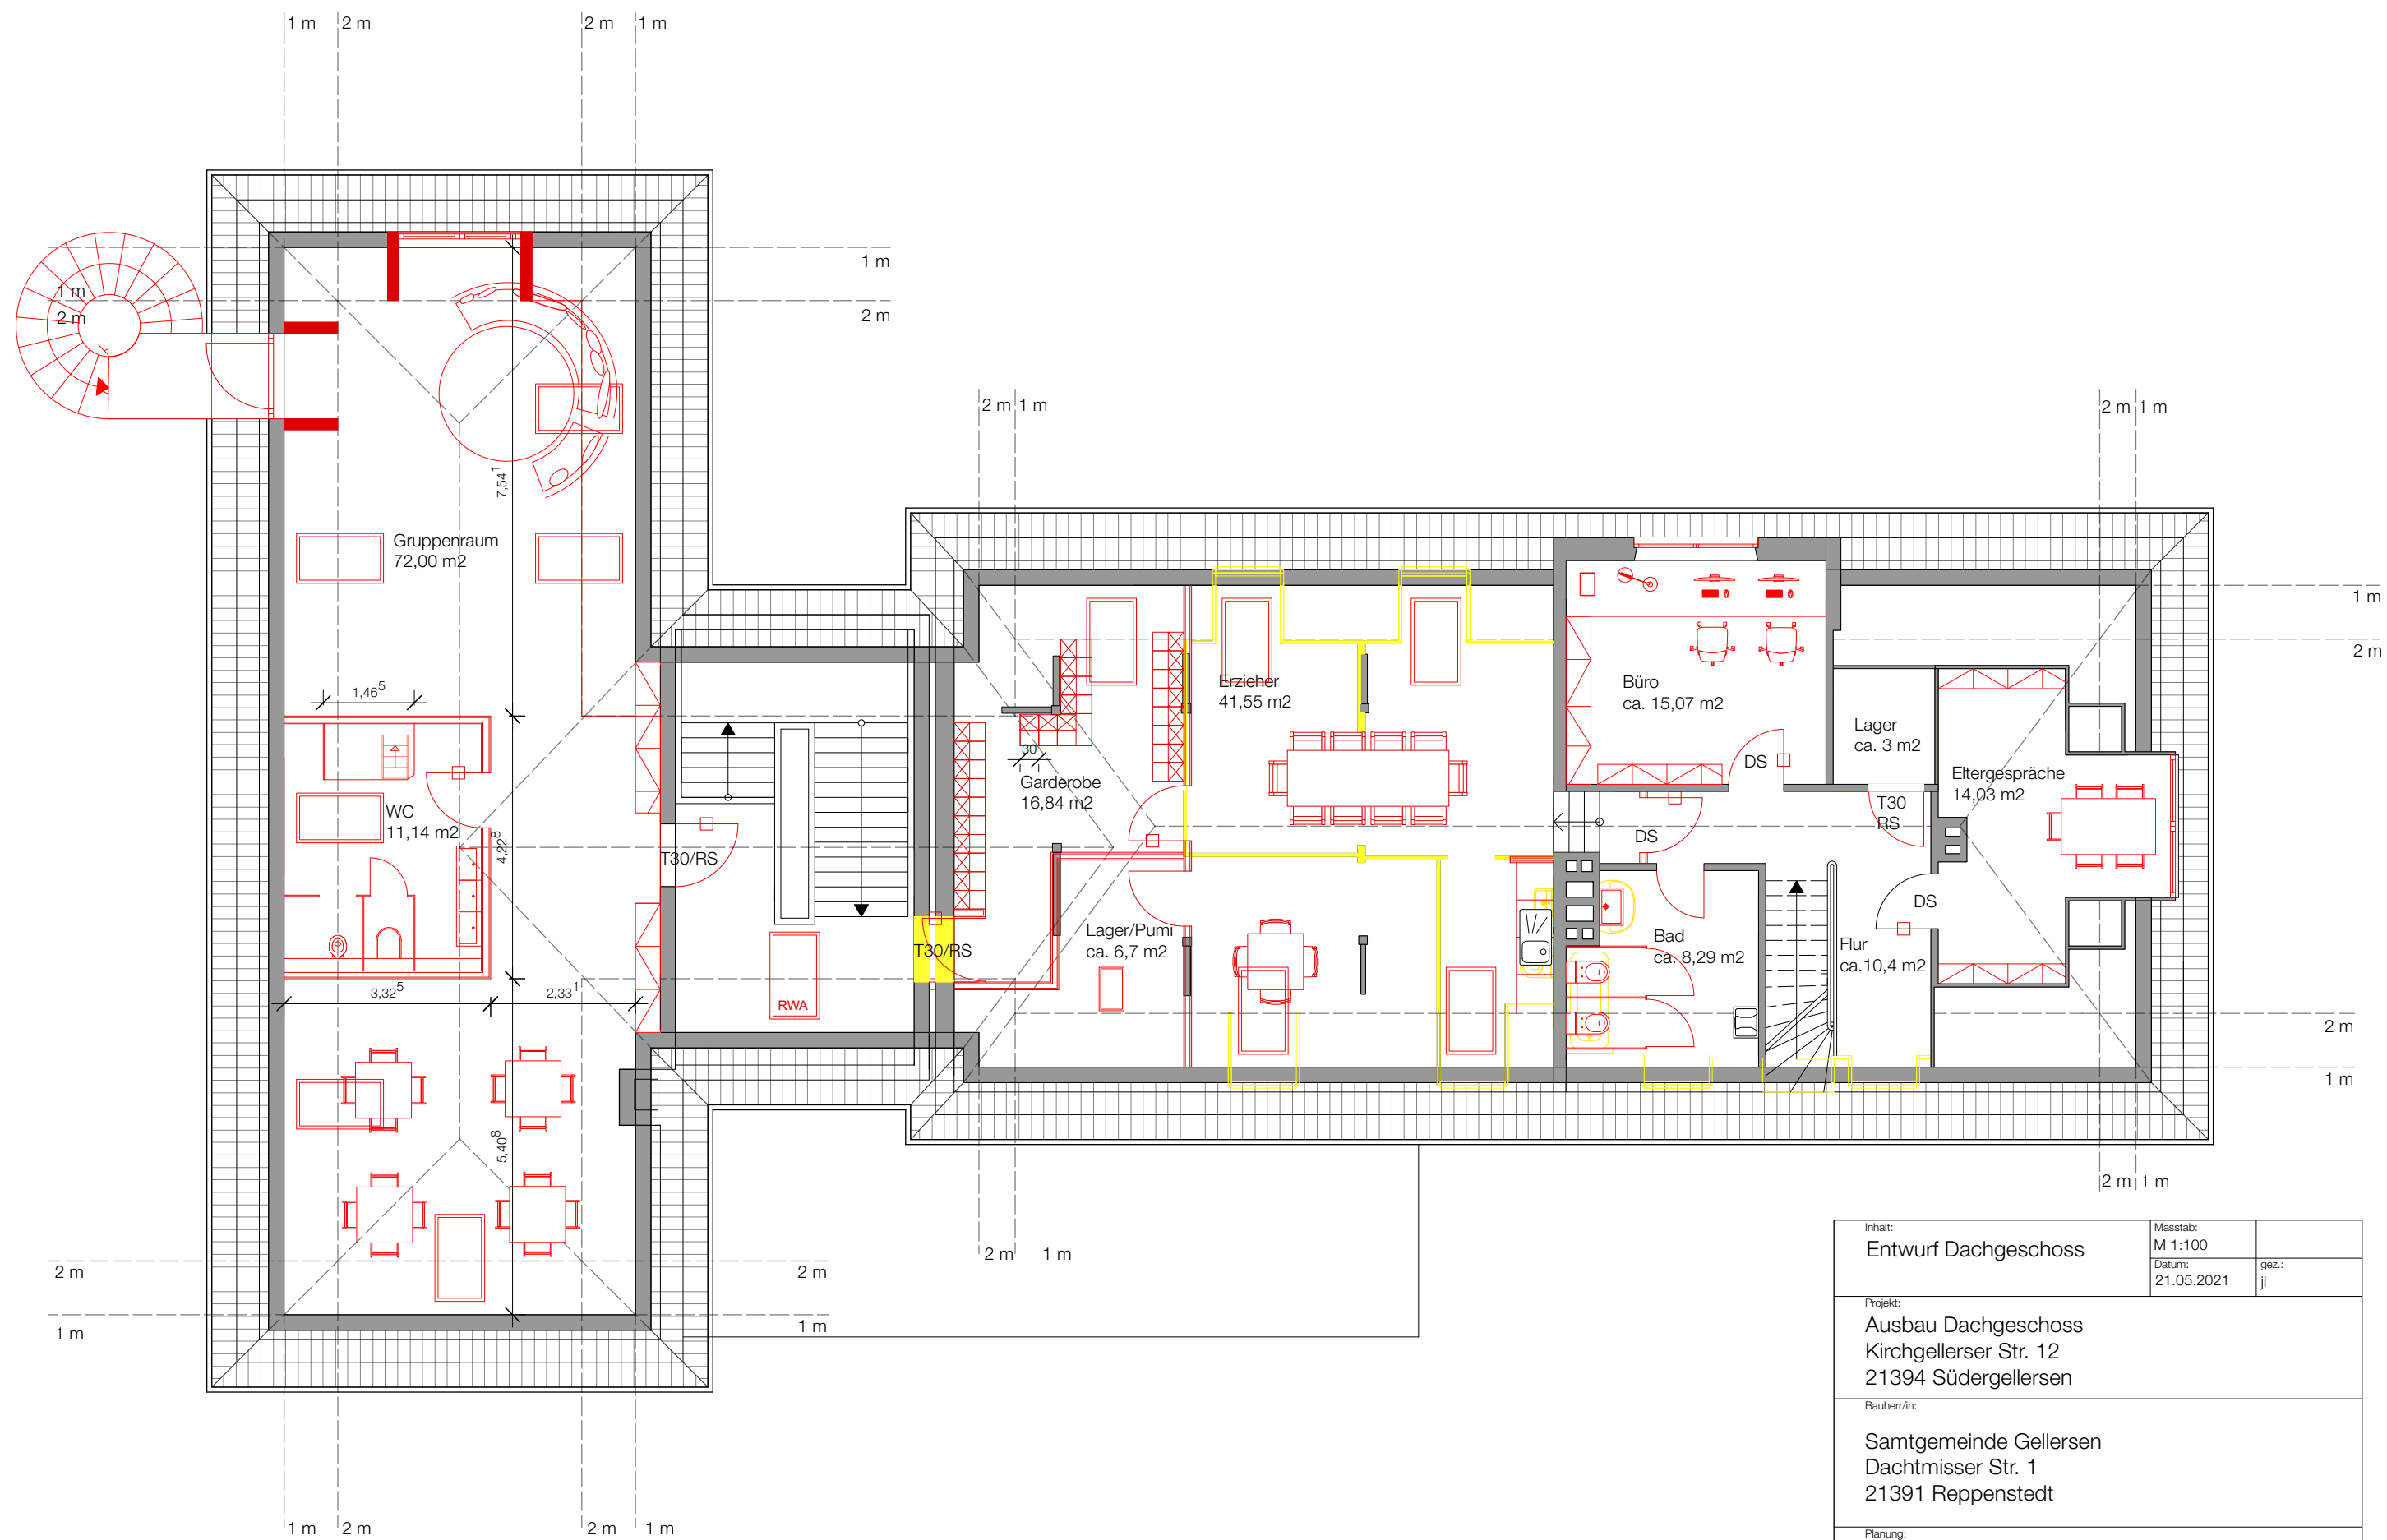 1 m
2 m
2 m
1 m
1 m
2 m
1 m
2 m
2 m
1 m
2 m
1 m
7,54¹
Gruppenraum
72,00 m2
1 m
2 m
1,46⁵
Erzieher
41,55 m2
Büro
ca. 15,07 m2
Lager
ca. 3 m2
30
Garderobe
16,84 m2
DS
Eltergespräche
14,03 m2
WC
11,14 m2
4,22⁸
T30/RS
DS
T30
RS
DS
T30/RS
Lager/Pumi
ca. 6,7 m2
Bad
ca. 8,29 m2
Flur
ca.10,4 m2
3,32⁵
2,33¹
RWA
2 m
1 m
5,40⁸
2 m
1 m
2 m
1 m
2 m
2 m
1 m
1 m
1 m
2 m
2 m
1 m
Inhalt:
Entwurf Dachgeschoss
Masstab:
M 1:100
Datum:
21.05.2021
gez.:
ji
Projekt:
Ausbau Dachgeschoss
Kirchgellerser Str. 12
21394 Südergellersen
Bauherr/in:
Samtgemeinde Gellersen
Dachtmisser Str. 1
21391 Reppenstedt
Planung: